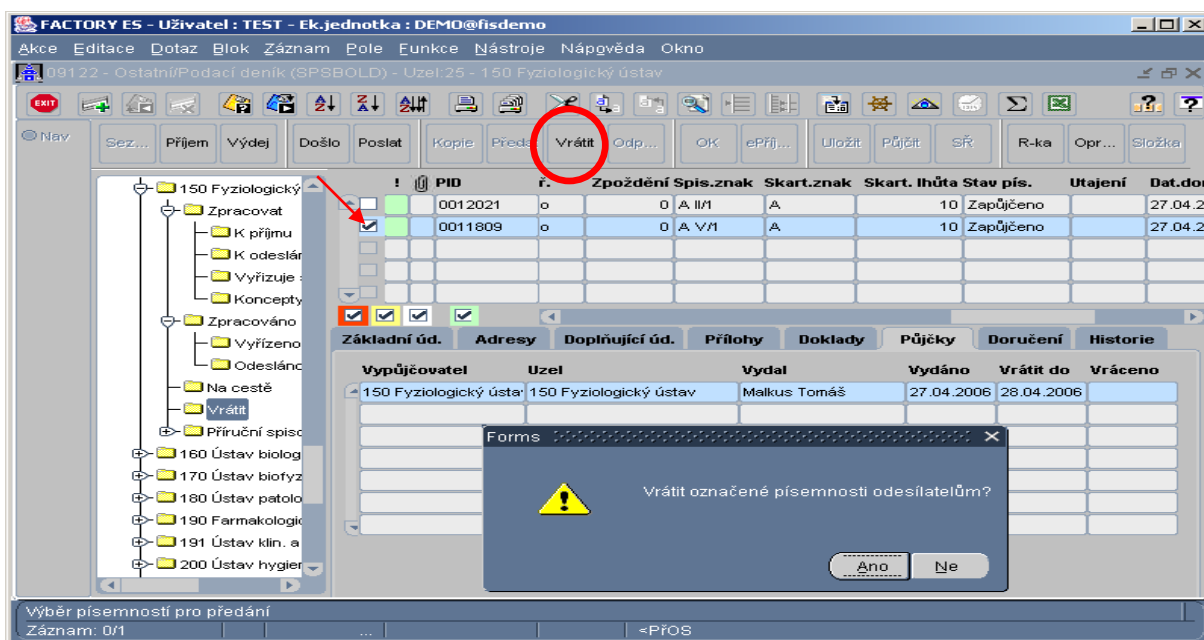 FACTORY ES - Uživatel : TEST - Ek.jednotka : DEMO@fisdemo
Akce Editace Dotaz Blok Záznam Pole Funkce Nástroje Nápověda Okno
09122 - Ostatní/Podací deník (SPSBOLD) - Uzel:25 - 150 Fyziologický ústav
EXIT
Nav Sez... Příjem Výdej Došlo Poslat Kopie Předa Vrátit Odp... OK ePříj... Uložit Půjčit SŘ R-ka Opr... Složka
! PID ř. Zpoždění Spis.znak Skart.znak Skart. lhůta Stav pís. Utajení Dat.dor
0012021 o 0 A II/1 A 10 Zapůjčeno 27.04.2
0011809 o 0 A V/1 A 10 Zapůjčeno 27.04.2
150 Fyziologický
Zpracovat
K příjmu
K odeslár
Vyřizuje
Koncepty
Zpracováno
Vyřízeno
Odesláno
Na cestě
Vrátit
Příruční spisc
160 Ústav biolog
170 Ústav biofyz
180 Ústav patolo
190 Farmakologic
191 Ústav klin. a
200 Ústav hygien
Základní úd. Adresy Doplňující úd. Přílohy Doklady Půjčky Doručení Historie
Vypůjčovatel Uzel Vydal Vydáno Vrátit do Vráceno
150 Fyziologický ústa 150 Fyziologický ústav Malkus Tomáš 27.04.2006 28.04.2006
Forms
Vrátit označené písemnosti odesílatelům?
Ano Ne
Výběr písemností pro předání
Záznam: 0/1 ... <PřOS